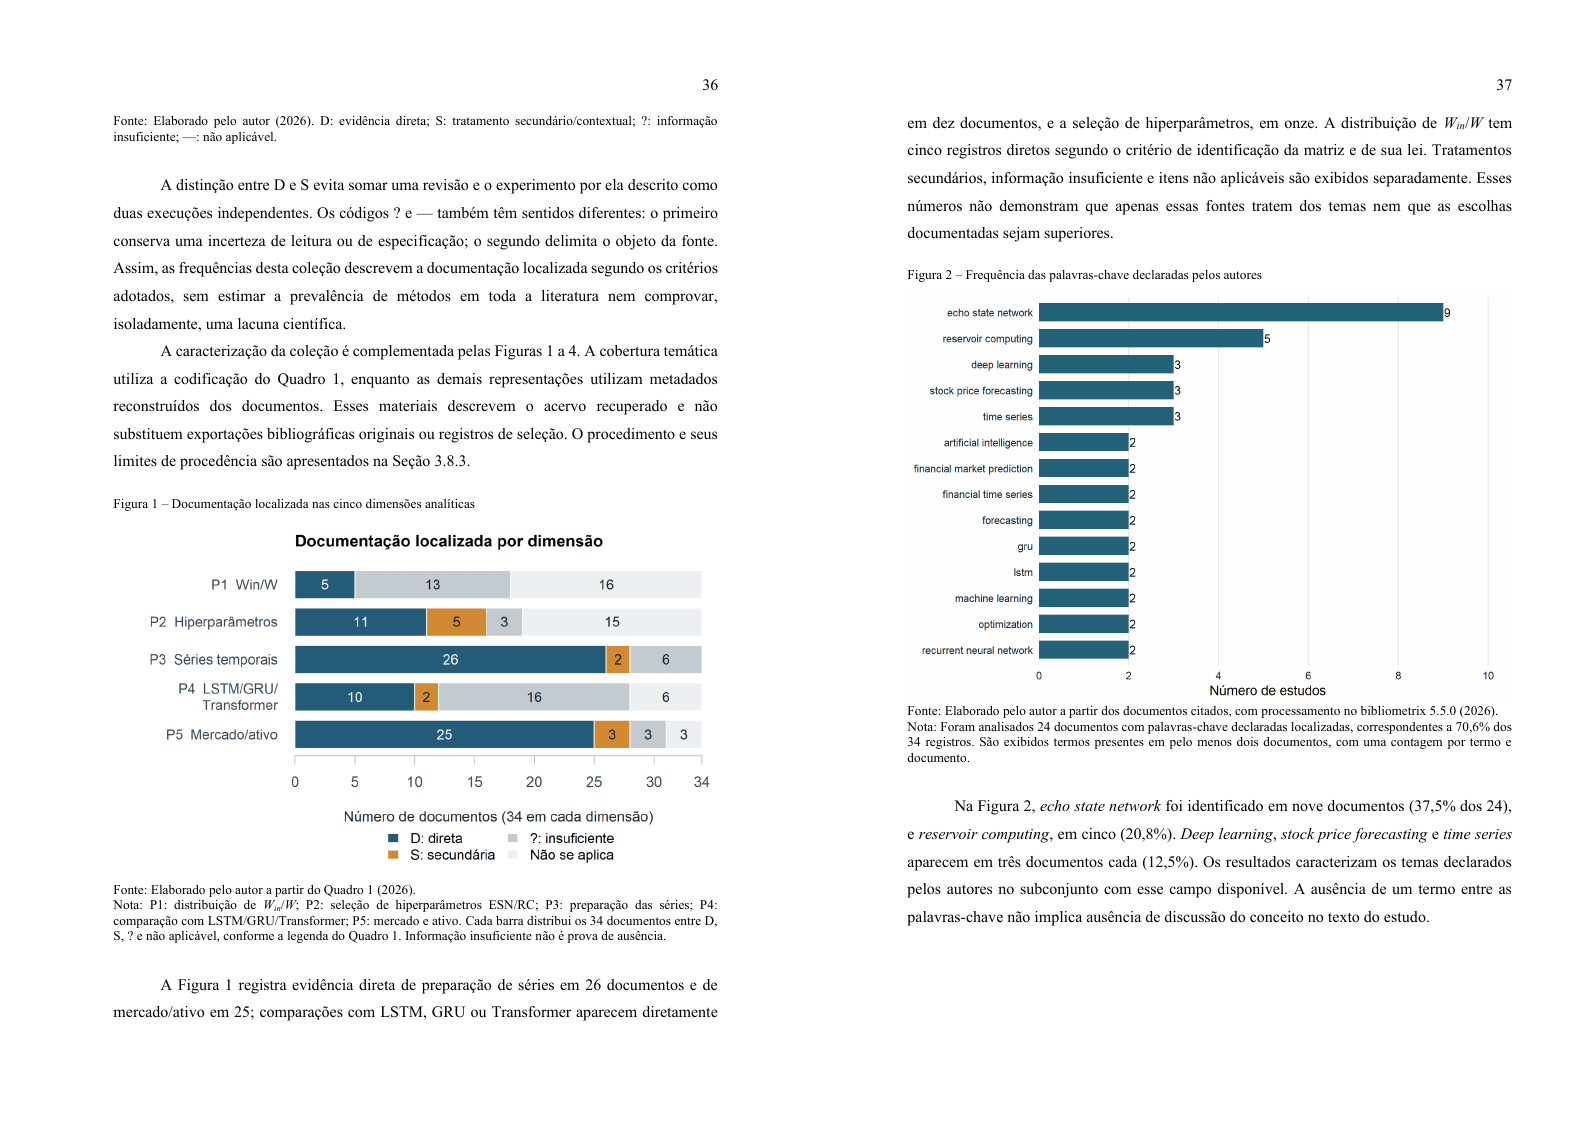 36
Fonte: Elaborado pelo autor (2026). D: evidência direta; S: tratamento secundário/contextual; ?: informação
insuficiente; —: não aplicável.
A distinção entre D e S evita somar uma revisão e o experimento por ela descrito como
duas execuções independentes. Os códigos ? e — também têm sentidos diferentes: o primeiro
conserva uma incerteza de leitura ou de especificação; o segundo delimita o objeto da fonte.
Assim, as frequências desta coleção descrevem a documentação localizada segundo os critérios
adotados, sem estimar a prevalência de métodos em toda a literatura nem comprovar,
isoladamente, uma lacuna científica.
A caracterização da coleção é complementada pelas Figuras 1 a 4. A cobertura temática
utiliza a codificação do Quadro 1, enquanto as demais representações utilizam metadados
reconstruídos dos documentos. Esses materiais descrevem o acervo recuperado e não
substituem exportações bibliográficas originais ou registros de seleção. O procedimento e seus
limites de procedência são apresentados na Seção 3.8.3.
Figura 1 – Documentação localizada nas cinco dimensões analíticas
Documentação localizada por dimensão
P1 Win/W 5 13 16
P2 Hiperparâmetros 11 5 3 15
P3 Séries temporais 26 2 6
P4 LSTM/GRU/
Transformer 10 2 16 6
P5 Mercado/ativo 25 3 3 3
0 5 10 15 20 25 30 34
Número de documentos (34 em cada dimensão)
D: direta ?: insuficiente
S: secundária Não se aplica
Fonte: Elaborado pelo autor a partir do Quadro 1 (2026).
Nota: P1: distribuição de Win/W; P2: seleção de hiperparâmetros ESN/RC; P3: preparação das séries; P4:
comparação com LSTM/GRU/Transformer; P5: mercado e ativo. Cada barra distribui os 34 documentos entre D,
S, ? e não aplicável, conforme a legenda do Quadro 1. Informação insuficiente não é prova de ausência.
A Figura 1 registra evidência direta de preparação de séries em 26 documentos e de
mercado/ativo em 25; comparações com LSTM, GRU ou Transformer aparecem diretamente
37
em dez documentos, e a seleção de hiperparâmetros, em onze. A distribuição de Win/W tem
cinco registros diretos segundo o critério de identificação da matriz e de sua lei. Tratamentos
secundários, informação insuficiente e itens não aplicáveis são exibidos separadamente. Esses
números não demonstram que apenas essas fontes tratem dos temas nem que as escolhas
documentadas sejam superiores.
Figura 2 – Frequência das palavras-chave declaradas pelos autores
echo state network 9
reservoir computing 5
deep learning 3
stock price forecasting 3
time series 3
artificial intelligence 2
financial market prediction 2
financial time series 2
forecasting 2
gru 2
lstm 2
machine learning 2
optimization 2
recurrent neural network 2
0 2 4 6 8 10
Número de estudos
Fonte: Elaborado pelo autor a partir dos documentos citados, com processamento no bibliometrix 5.5.0 (2026).
Nota: Foram analisados 24 documentos com palavras-chave declaradas localizadas, correspondentes a 70,6% dos
34 registros. São exibidos termos presentes em pelo menos dois documentos, com uma contagem por termo e
documento.
Na Figura 2, echo state network foi identificado em nove documentos (37,5% dos 24),
e reservoir computing, em cinco (20,8%). Deep learning, stock price forecasting e time series
aparecem em três documentos cada (12,5%). Os resultados caracterizam os temas declarados
pelos autores no subconjunto com esse campo disponível. A ausência de um termo entre as
palavras-chave não implica ausência de discussão do conceito no texto do estudo.